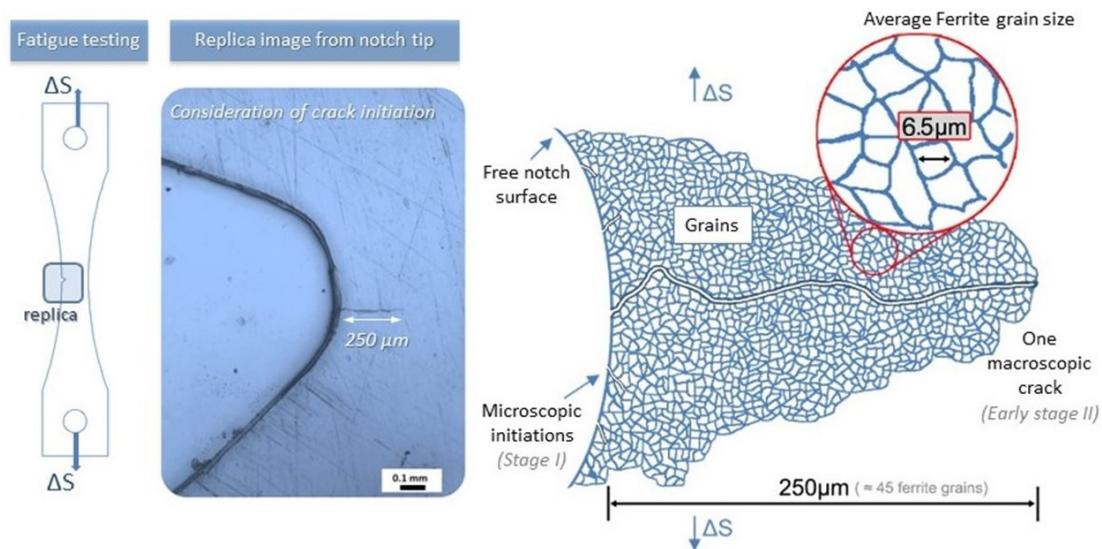 Fatigue testing
Replica image from notch tip
ΔS
replica
ΔS
Consideration of crack initiation
250 µm
0.1 mm
Average Ferrite grain size
6.5µm
ΔS
Free notch
surface
Grains
One
macroscopic
crack
(Early stage II)
Microscopic
initiations
(Stage I)
250µm ( ≈ 45 ferrite grains)
ΔS